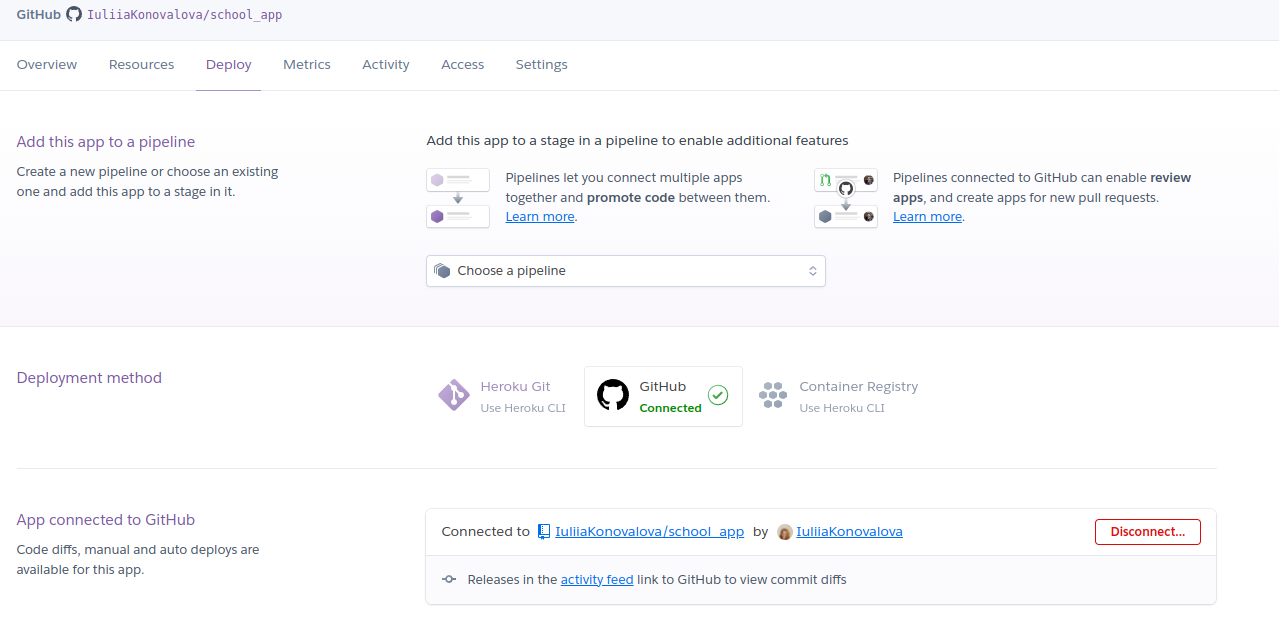 GitHub IuliiaKonovalova/school_app
Overview Resources Deploy Metrics Activity Access Settings
Add this app to a pipeline
Create a new pipeline or choose an existing
one and add this app to a stage in it.
Add this app to a stage in a pipeline to enable additional features
Pipelines let you connect multiple apps
together and promote code between them.
Learn more.
Pipelines connected to GitHub can enable review
apps, and create apps for new pull requests.
Learn more.
Choose a pipeline
Deployment method
Heroku Git
Use Heroku CLI
GitHub
Connected
Container Registry
Use Heroku CLI
App connected to GitHub
Code diffs, manual and auto deploys are
available for this app.
Connected to IuliiaKonovalova/school_app by IuliiaKonovalova
Disconnect...
Releases in the activity feed link to GitHub to view commit diffs